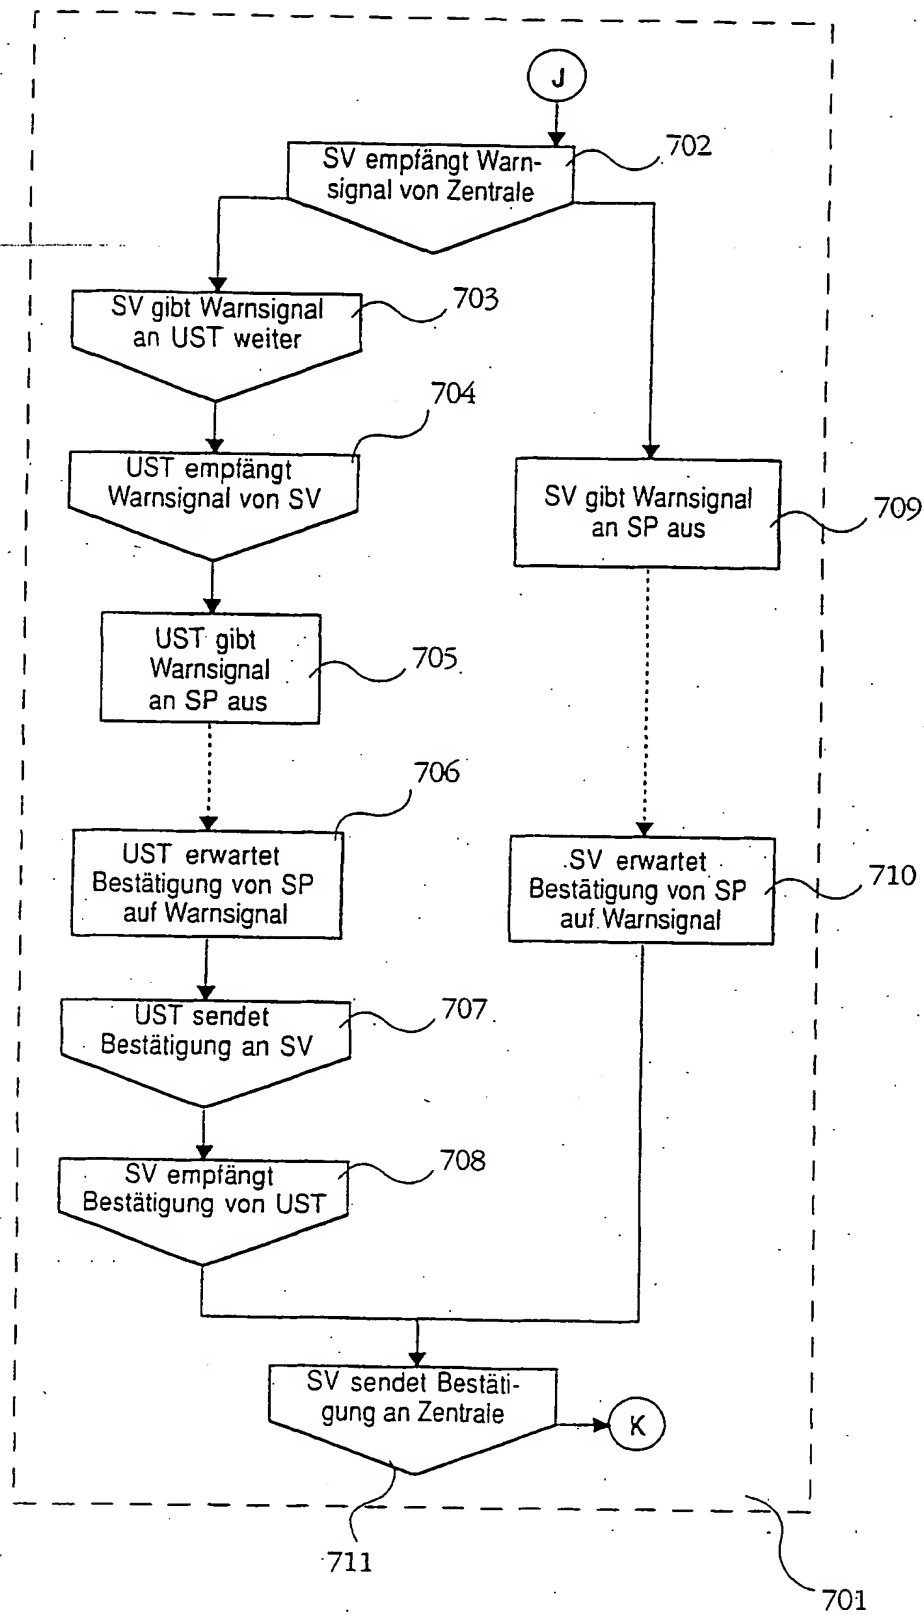 J
SV empfängt Warn-
signal von Zentrale
702
SV gibt Warnsignal
an UST weiter
703
704
UST empfängt
Warnsignal von SV
SV gibt Warnsignal
an SP aus
709
UST gibt
Warnsignal
an SP aus
705
706
UST erwartet
Bestätigung von SP
auf Warnsignal
SV erwartet
Bestätigung von SP
auf Warnsignal
710
UST sendet
Bestätigung an SV
707
SV empfängt
Bestätigung von UST
708
SV sendet Bestäti-
gung an Zentrale
K
711
701